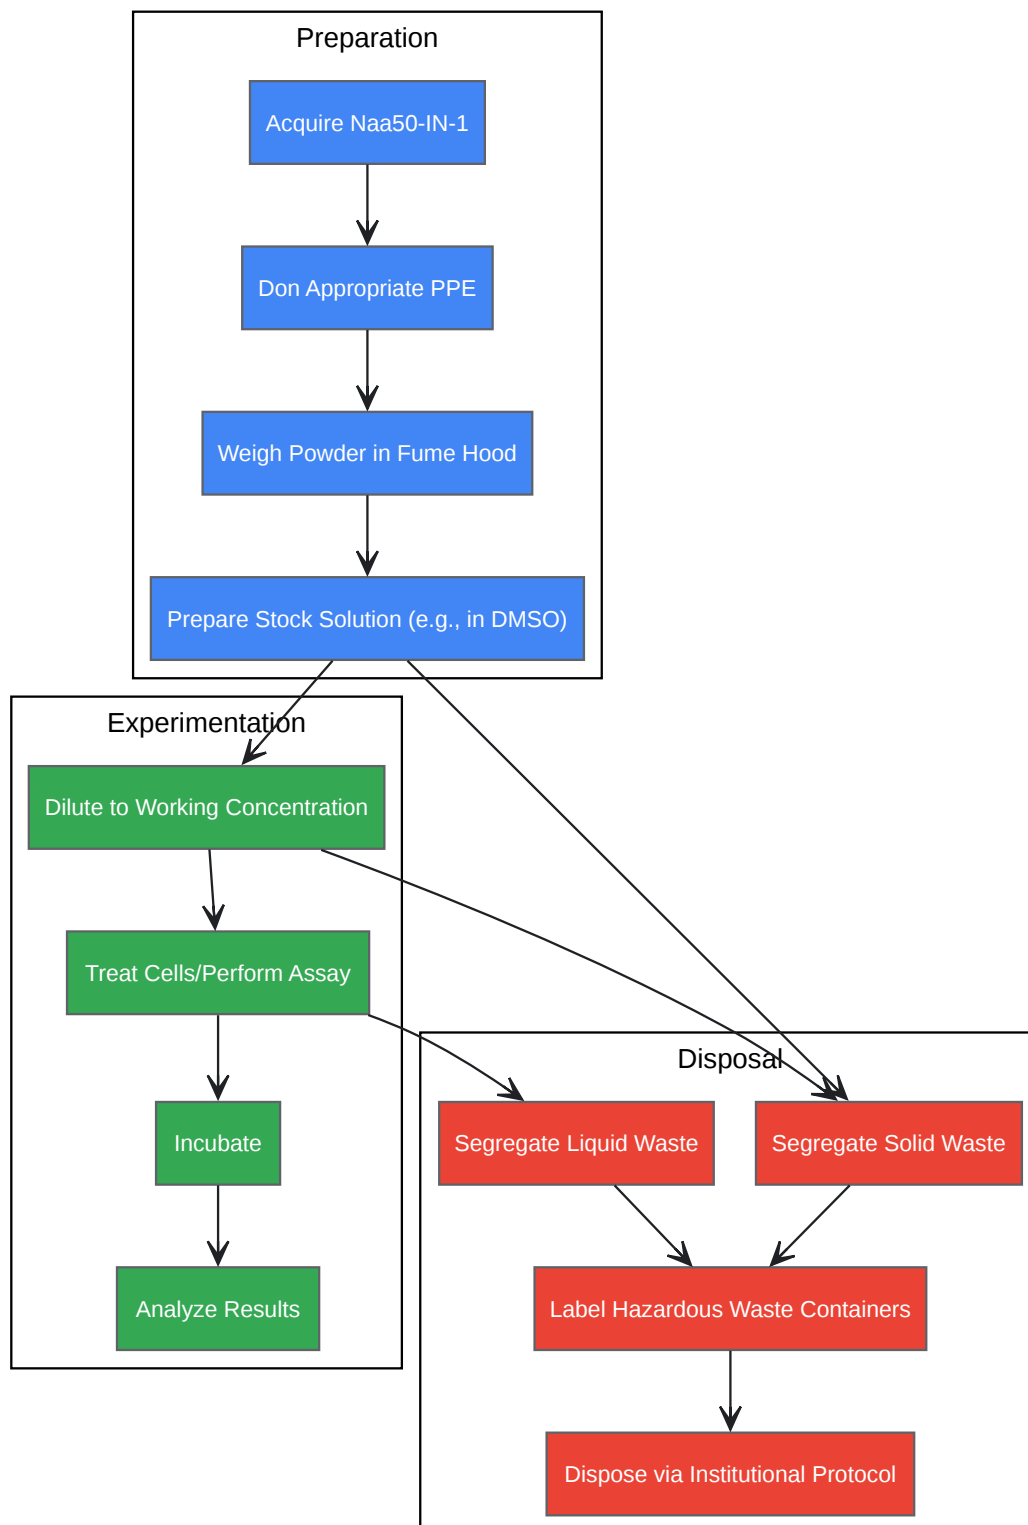 Preparation
Acquire Naa50-IN-1
Don Appropriate PPE
Weigh Powder in Fume Hood
Prepare Stock Solution (e.g., in DMSO)
Experimentation
Dilute to Working Concentration
Treat Cells/Perform Assay
Incubate
Analyze Results
Disposal
Segregate Liquid Waste
Segregate Solid Waste
Label Hazardous Waste Containers
Dispose via Institutional Protocol